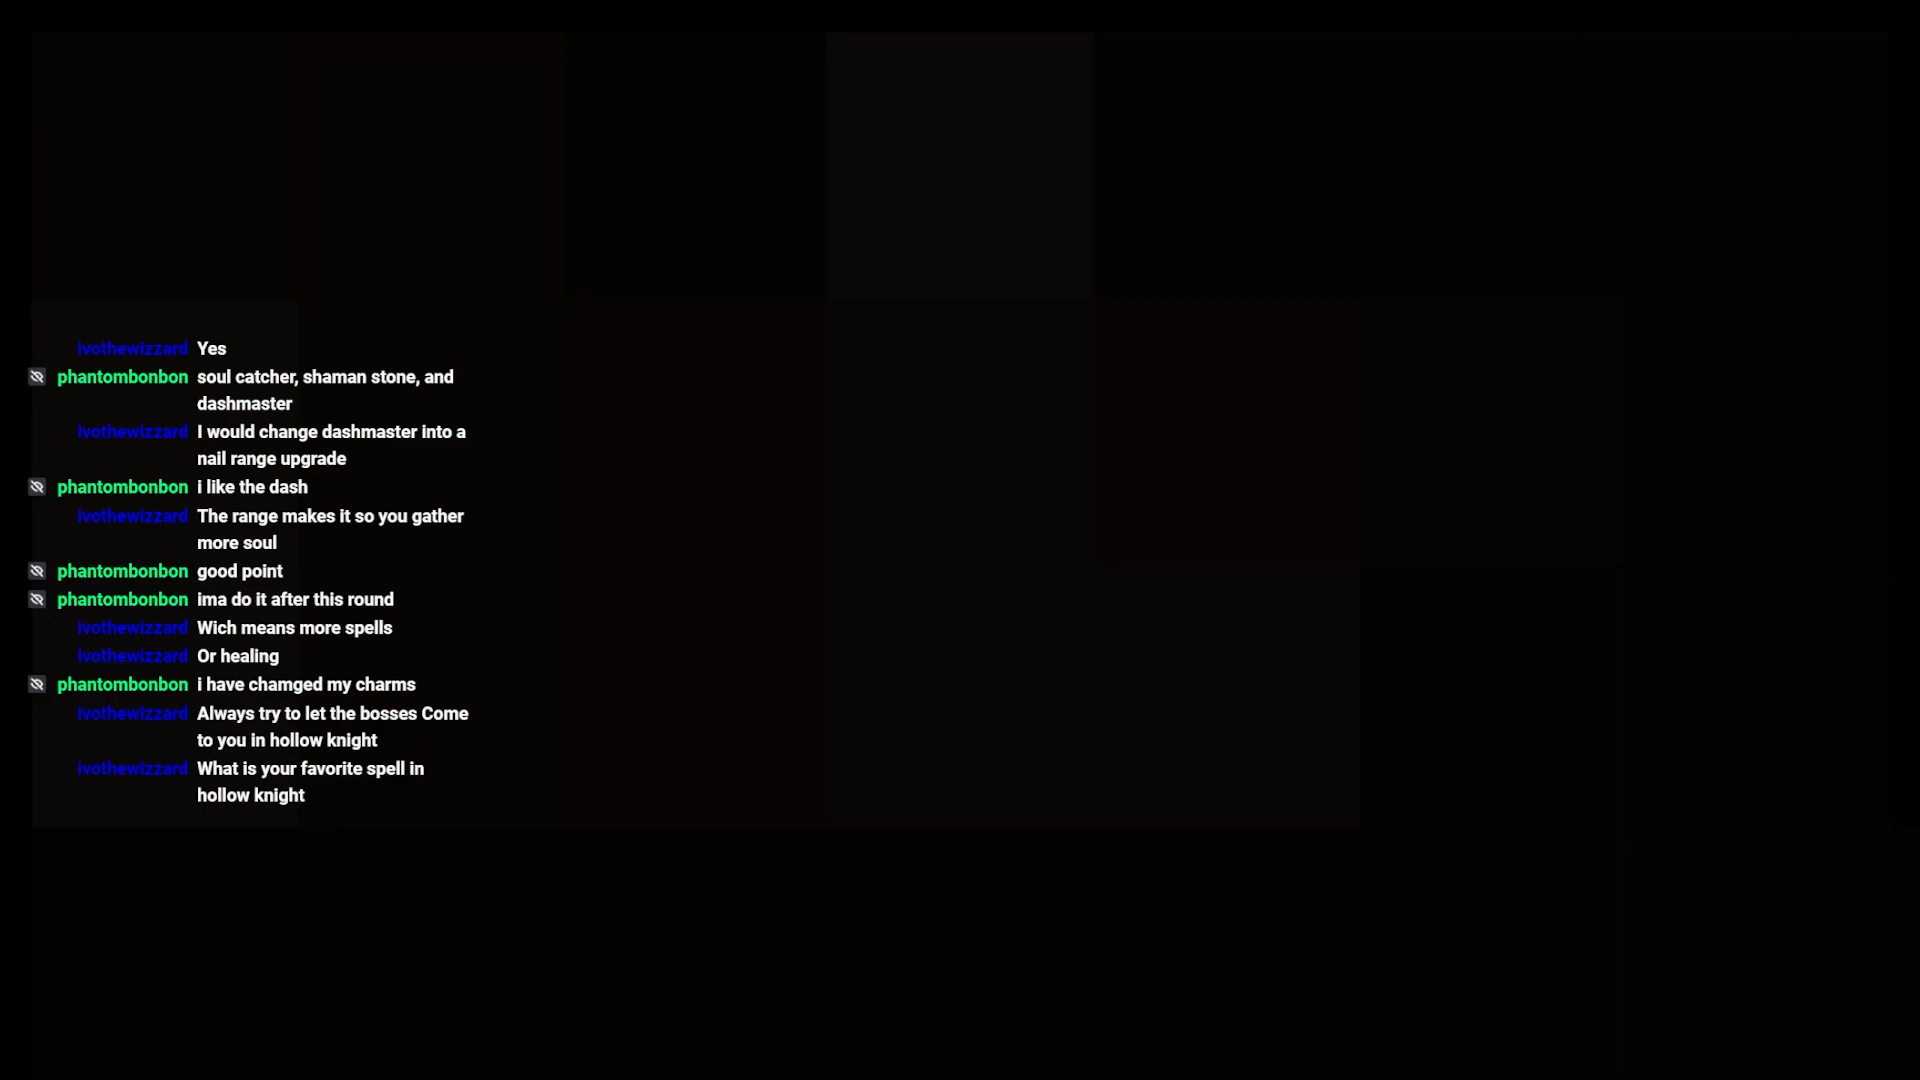 ivothewizzard Yes
phantombonbon soul catcher, shaman stone, and
dashmaster
ivothewizzard I would change dashmaster into a
nail range upgrade
phantombonbon i like the dash
ivothewizzard The range makes it so you gather
more soul
phantombonbon good point
phantombonbon ima do it after this round
ivothewizzard Wich means more spells
ivothewizzard Or healing
phantombonbon i have chamged my charms
ivothewizzard Always try to let the bosses Come
to you in hollow knight
ivothewizzard What is your favorite spell in
hollow knight